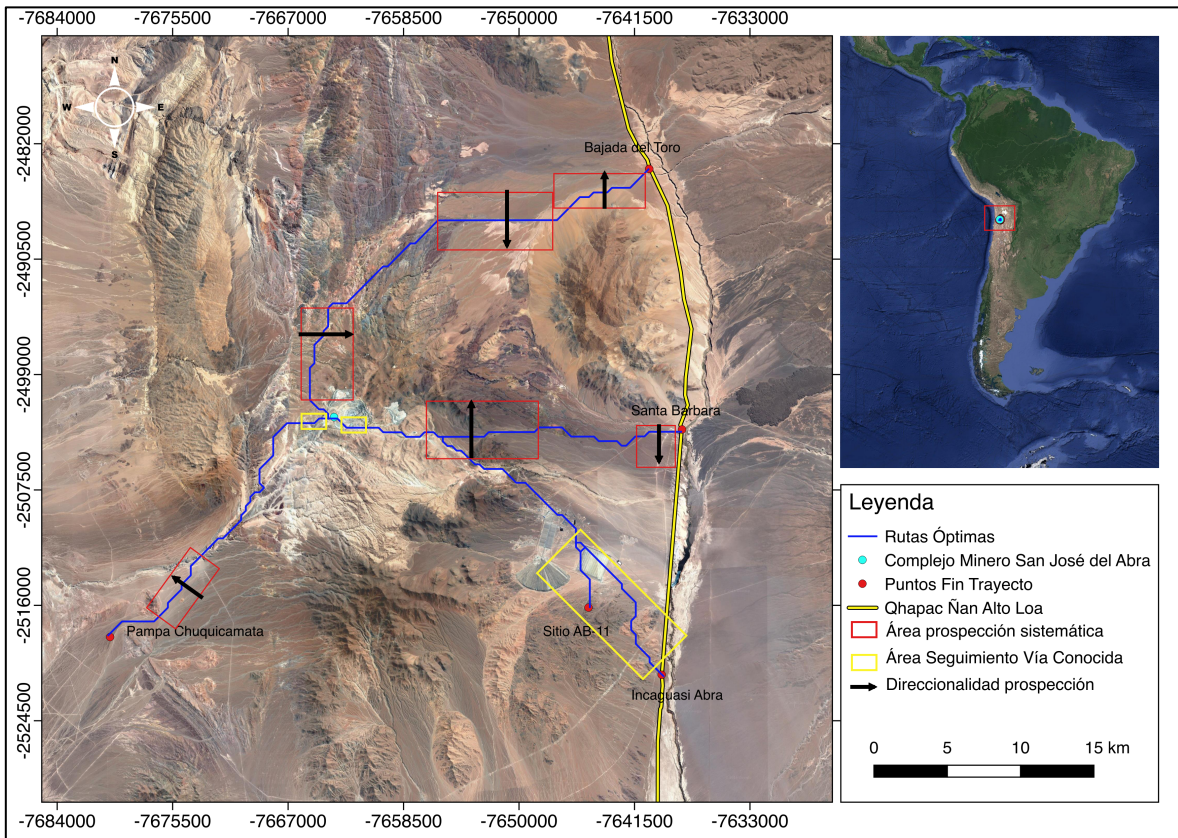 -7684000 -7675500 -7667000 -7658500 -7650000 -7641500 -7633000
N
W E
S
-2482000
-2490500
-2499000
-2507500
-2516000
-2524500
Bajada del Toro
Santa Barbara
Pampa Chuquicamata
Sitio AB-11
Incaguasi Abra
-7684000 -7675500 -7667000 -7658500 -7650000 -7641500 -7633000
Leyenda
Rutas Óptimas
Complejo Minero San José del Abra
Puntos Fin Trayecto
Qhapac Ñan Alto Loa
Área prospección sistemática
Área Seguimiento Vía Conocida
Direccionalidad prospección
0 5 10 15 km